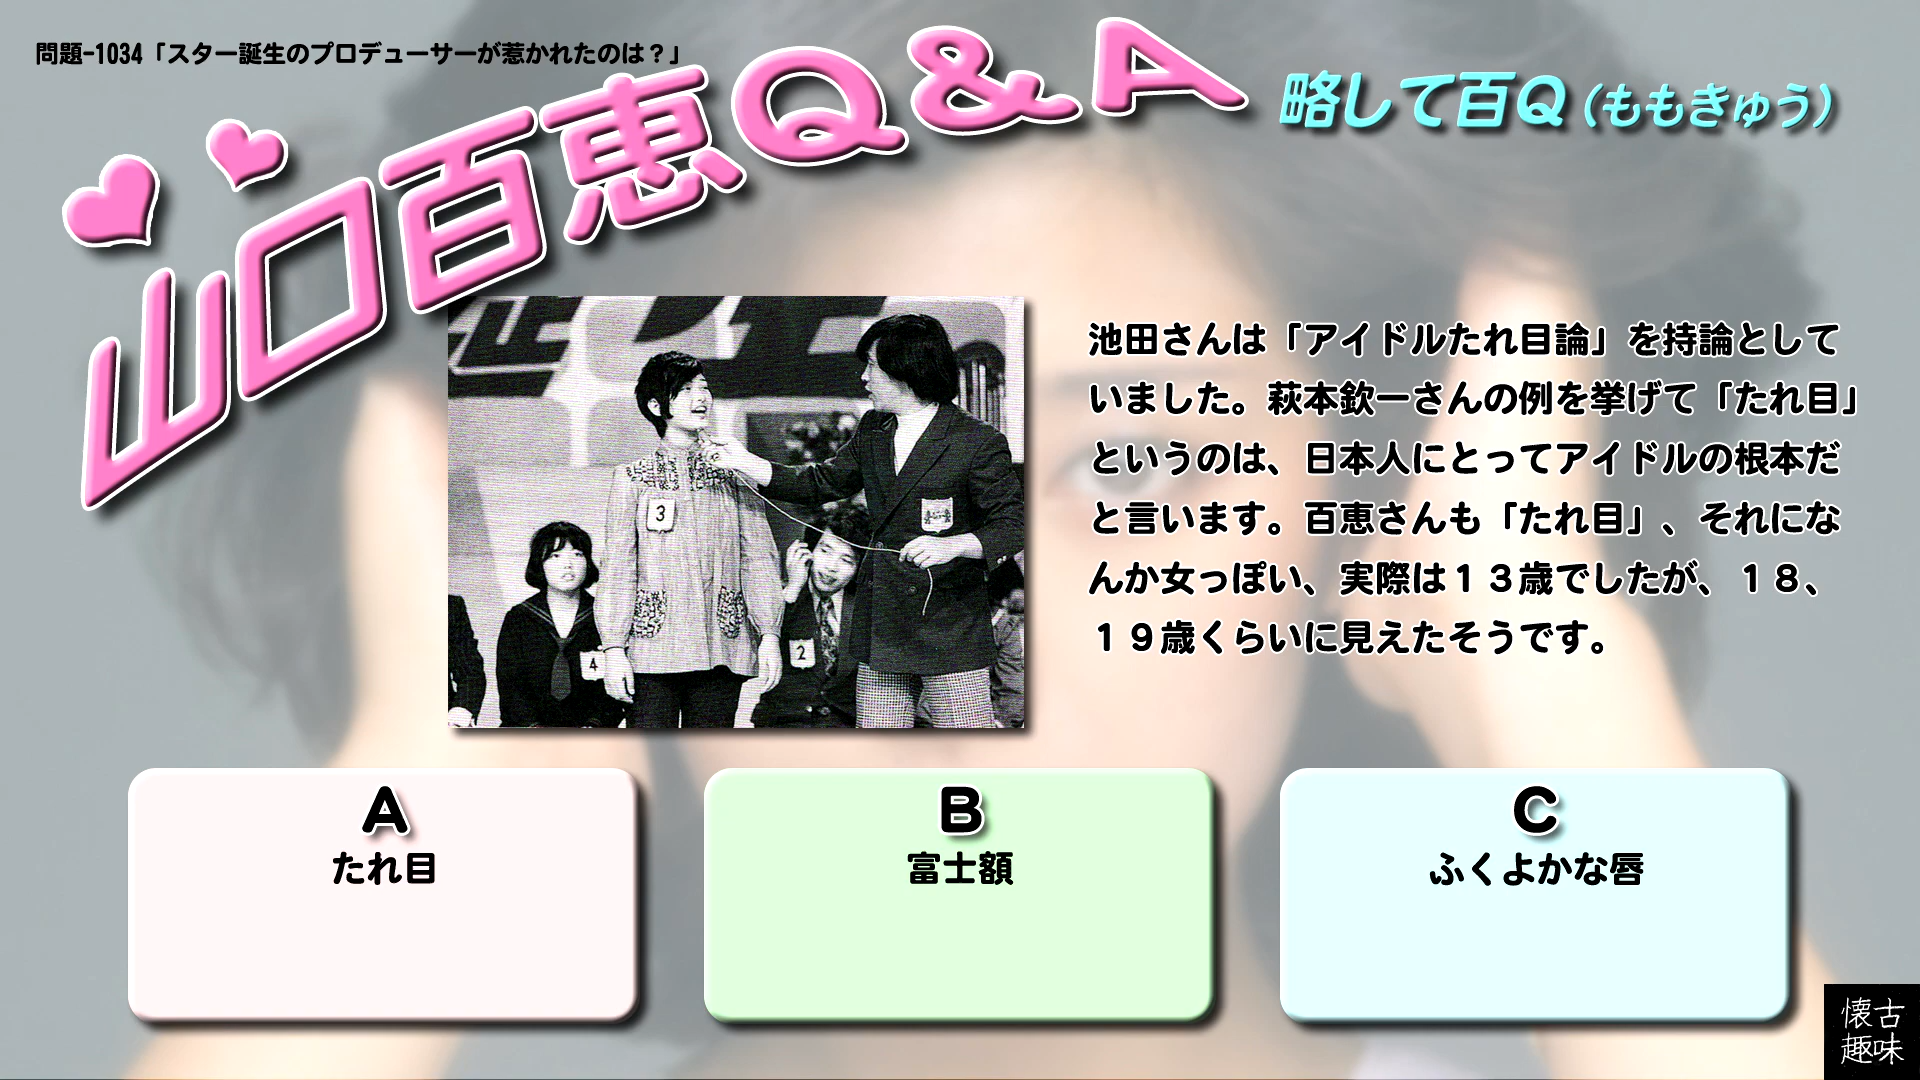 問題-1034「スター誕生のプロデューサーが惹かれたのは？」
山口百恵Q&A
略して百Q（ももきゅう）
池田さんは「アイドルたれ目論」を持論として
いました。萩本欽一さんの例を挙げて「たれ目」
というのは、日本人にとってアイドルの根本だ
と言います。百恵さんも「たれ目」、それにな
んか女っぽい、実際は１３歳でしたが、１８、
１９歳くらいに見えたそうです。
3
4
2
A
たれ目
B
富士額
C
ふくよかな唇
懐古
趣味